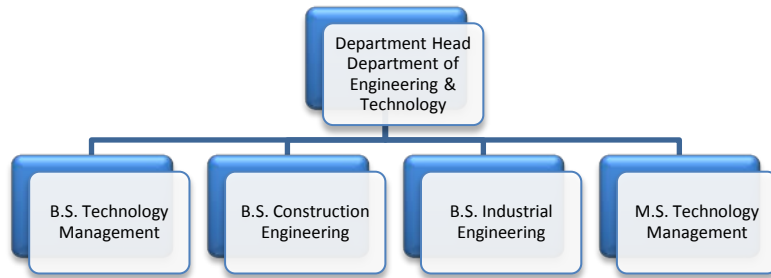 Department Head
Department of
Engineering &
Technology
B.S. Technology
Management
B.S. Construction
Engineering
B.S. Industrial
Engineering
M.S. Technology
Management